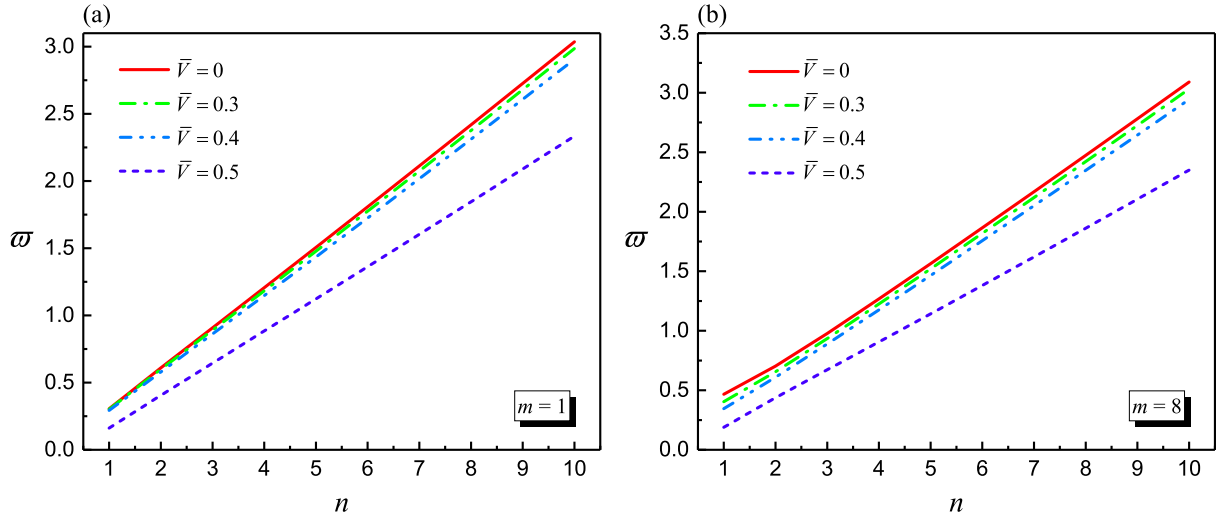 (a)
3.0
2.5
2.0
1.5
1.0
0.5
0.0
ϖ
V̅ = 0
V̅ = 0.3
V̅ = 0.4
V̅ = 0.5
m = 1
1 2 3 4 5 6 7 8 9 10
n
(b)
3.5
3.0
2.5
2.0
1.5
1.0
0.5
0.0
ϖ
V̅ = 0
V̅ = 0.3
V̅ = 0.4
V̅ = 0.5
m = 8
1 2 3 4 5 6 7 8 9 10
n